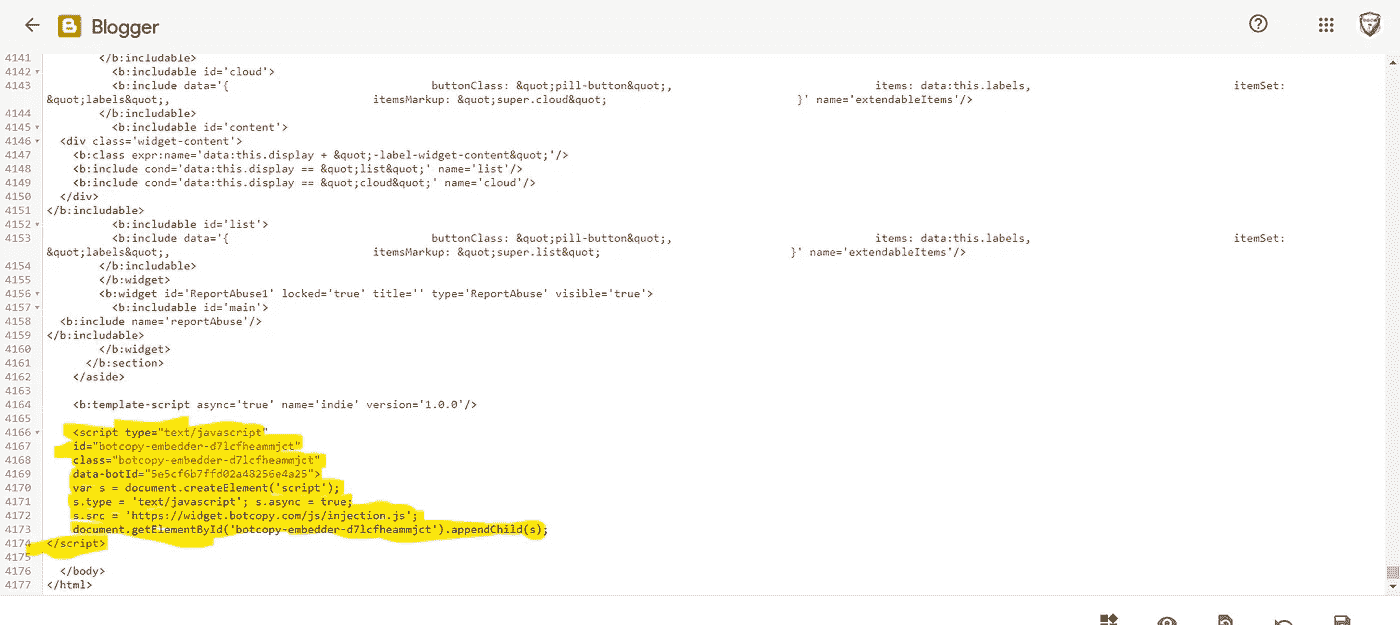 Blogger
4141 </b:includable>
4142 <b:includable id='cloud'>
4143 <b:include data='{ buttonClass: &quot;pill-button&quot;, items: data:this.labels, itemSet:
&quot;labels&quot;, itemsMarkup: &quot;super.cloud&quot; }' name='extendableItems'/>
4144 </b:includable>
4145 <b:includable id='content'>
4146 <div class='widget-content'>
4147 <b:class expr:name='data:this.display + &quot;-label-widget-content&quot;'/>
4148 <b:include cond='data:this.display == &quot;list&quot;' name='list'/>
4149 <b:include cond='data:this.display == &quot;cloud&quot;' name='cloud'/>
4150 </div>
4151 </b:includable>
4152 <b:includable id='list'>
4153 <b:include data='{ buttonClass: &quot;pill-button&quot;, items: data:this.labels, itemSet:
&quot;labels&quot;, itemsMarkup: &quot;super.list&quot; }' name='extendableItems'/>
4154 </b:includable>
4155 </b:widget>
4156 <b:widget id='ReportAbuse1' locked='true' title='' type='ReportAbuse' visible='true'>
4157 <b:includable id='main'>
4158 <b:include name='reportAbuse'/>
4159 </b:includable>
4160 </b:widget>
4161 </b:section>
4162 </aside>
4163
4164 <b:template-script async='true' name='indie' version='1.0.0'/>
4165
4166 <script type="text/javascript"
4167 id="botcopy-embedder-d7lcfheammjct"
4168 class="botcopy-embedder-d7lcfheammjct"
4169 data-botId="5e5cf6b7ffd02a48256e4a25">
4170 var s = document.createElement('script');
4171 s.type = 'text/javascript'; s.async = true;
4172 s.src = 'https://widget.botcopy.com/js/injection.js';
4173 document.getElementById('botcopy-embedder-d7lcfheammjct').appendChild(s);
4174 </script>
4175
4176 </body>
4177 </html>